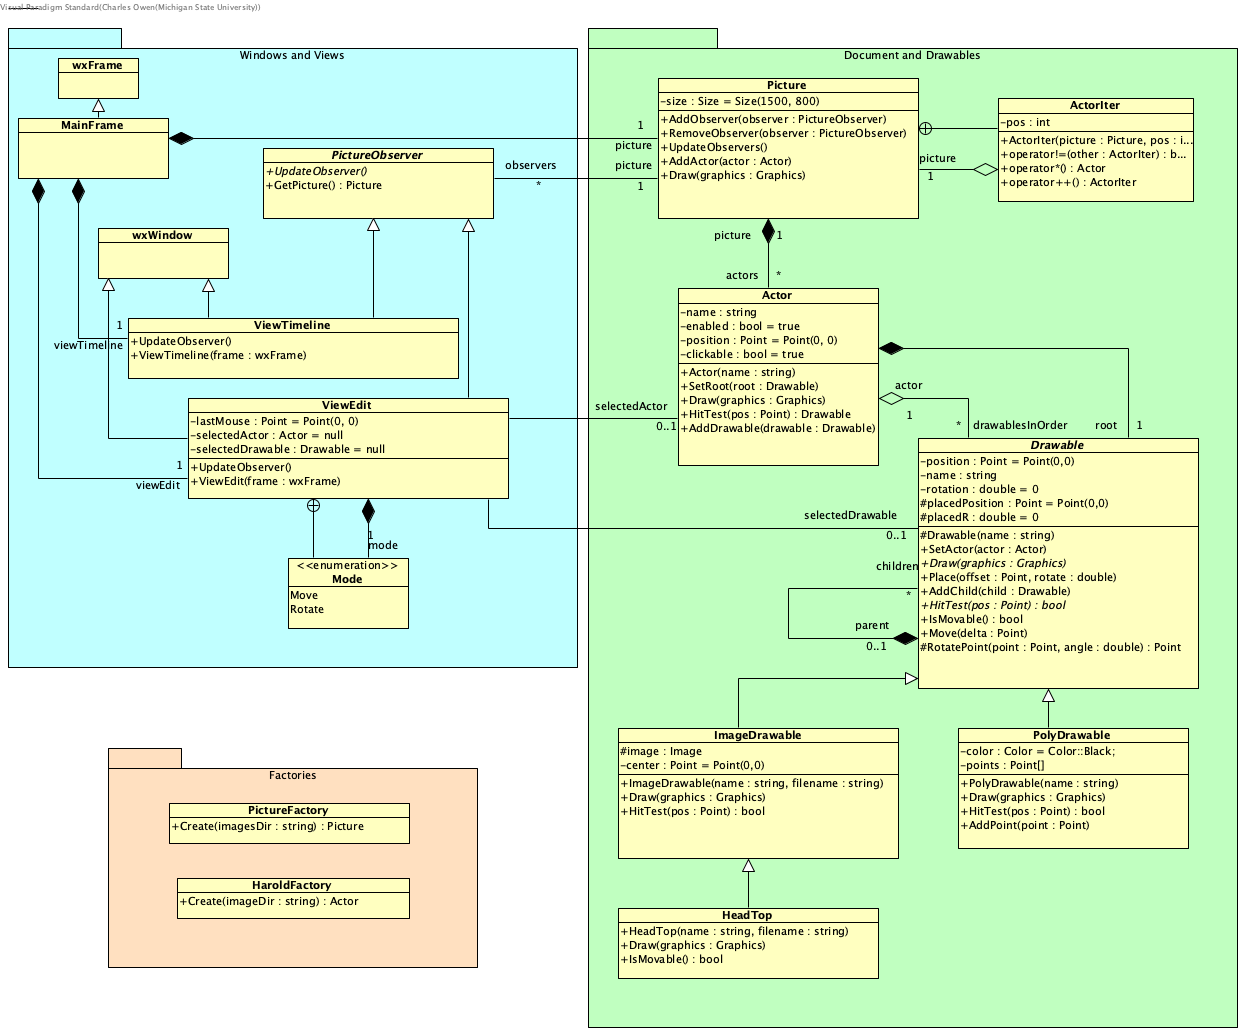 Visual Paradigm Standard(Charles Owen(Michigan State University))
Windows and Views
wxFrame
MainFrame
PictureObserver
+UpdateObserver()
+GetPicture() : Picture
observers
*
1
picture
picture
1
wxWindow
ViewTimeline
+UpdateObserver()
+ViewTimeline(frame : wxFrame)
1
viewTimeline
ViewEdit
-lastMouse : Point = Point(0, 0)
-selectedActor : Actor = null
-selectedDrawable : Drawable = null
+UpdateObserver()
+ViewEdit(frame : wxFrame)
1
viewEdit
1
mode
<<enumeration>>
Mode
Move
Rotate
selectedActor
0..1
selectedDrawable
0..1
Document and Drawables
Picture
-size : Size = Size(1500, 800)
+AddObserver(observer : PictureObserver)
+RemoveObserver(observer : PictureObserver)
+UpdateObservers()
+AddActor(actor : Actor)
+Draw(graphics : Graphics)
picture
1
ActorIter
-pos : int
+ActorIter(picture : Picture, pos : i...
+operator!=(other : ActorIter) : b...
+operator*() : Actor
+operator++() : ActorIter
picture
1
actors
*
Actor
-name : string
-enabled : bool = true
-position : Point = Point(0, 0)
-clickable : bool = true
+Actor(name : string)
+SetRoot(root : Drawable)
+Draw(graphics : Graphics)
+HitTest(pos : Point) : Drawable
+AddDrawable(drawable : Drawable)
actor
1
*
drawablesInOrder
root
1
Drawable
-position : Point = Point(0,0)
-name : string
-rotation : double = 0
#placedPosition : Point = Point(0,0)
#placedR : double = 0
#Drawable(name : string)
+SetActor(actor : Actor)
+Draw(graphics : Graphics)
+Place(offset : Point, rotate : double)
+AddChild(child : Drawable)
+HitTest(pos : Point) : bool
+IsMovable() : bool
+Move(delta : Point)
#RotatePoint(point : Point, angle : double) : Point
children
*
parent
0..1
ImageDrawable
#image : Image
-center : Point = Point(0,0)
+ImageDrawable(name : string, filename : string)
+Draw(graphics : Graphics)
+HitTest(pos : Point) : bool
PolyDrawable
-color : Color = Color::Black;
-points : Point[]
+PolyDrawable(name : string)
+Draw(graphics : Graphics)
+HitTest(pos : Point) : bool
+AddPoint(point : Point)
HeadTop
+HeadTop(name : string, filename : string)
+Draw(graphics : Graphics)
+IsMovable() : bool
Factories
PictureFactory
+Create(imagesDir : string) : Picture
HaroldFactory
+Create(imageDir : string) : Actor